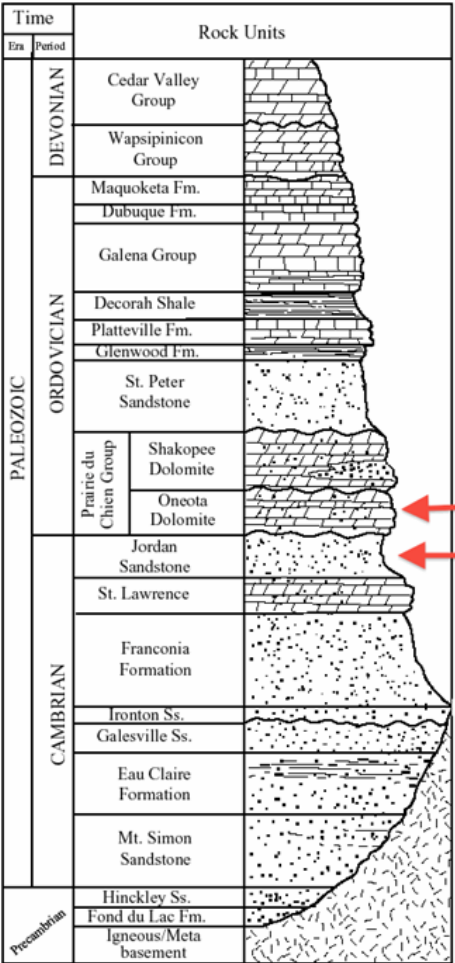 Time
Rock Units
Era
Period
PALEOZOIC
DEVONIAN
Cedar Valley
Group
Wapsipinicon
Group
ORDOVICIAN
Maquoketa Fm.
Dubuque Fm.
Galena Group
Decorah Shale
Platteville Fm.
Glenwood Fm.
St. Peter
Sandstone
Prairie du
Chien Group
Shakopee
Dolomite
Oneota
Dolomite
CAMBRIAN
Jordan
Sandstone
St. Lawrence
Franconia
Formation
Ironton Ss.
Galesville Ss.
Eau Claire
Formation
Mt. Simon
Sandstone
Precambrian
Hinckley Ss.
Fond du Lac Fm.
Igneous/Meta
basement